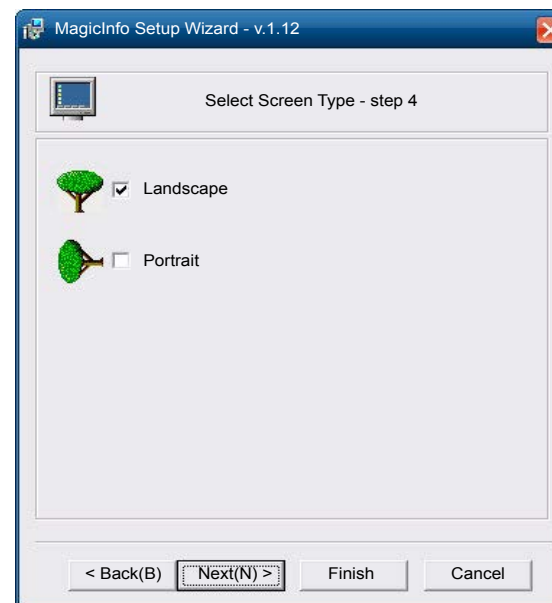 MagicInfo Setup Wizard - v.1.12
Select Screen Type - step 4
Landscape
Portrait
< Back(B) Next(N) > Finish Cancel